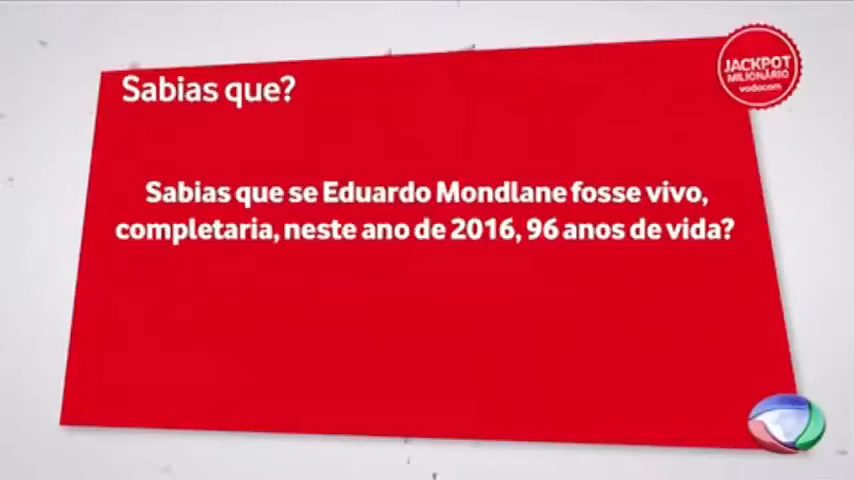 Sabias que?
JACKPOT
MILIONÁRIO
vodacom
Sabias que se Eduardo Mondlane fosse vivo,
completaria, neste ano de 2016, 96 anos de vida?